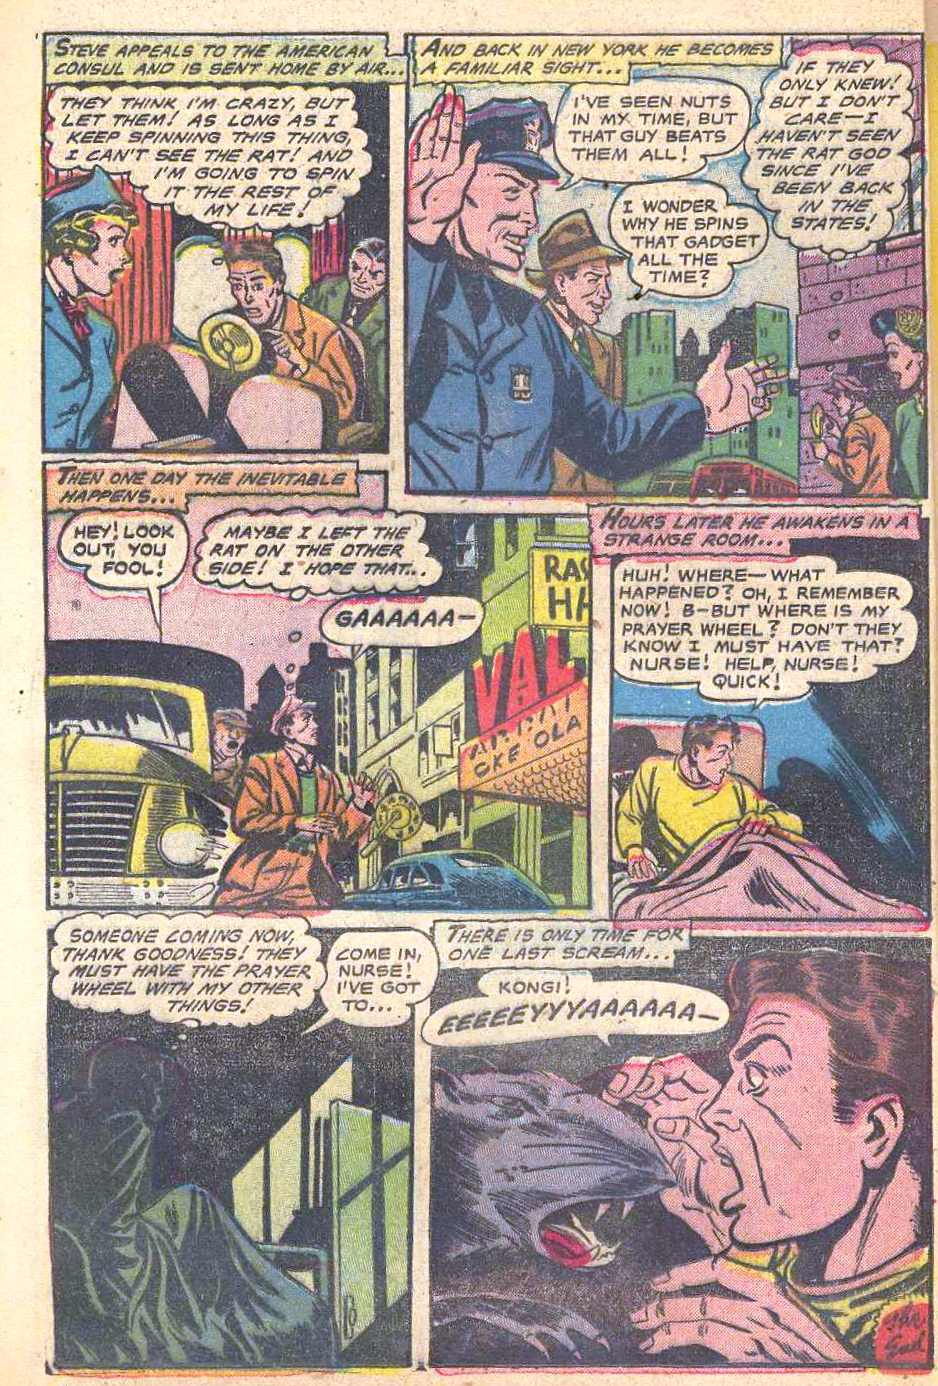 STEVE APPEALS TO THE AMERICAN
CONSUL AND IS SENT HOME BY AIR...
THEY THINK I'M CRAZY, BUT
LET THEM! AS LONG AS I
KEEP SPINNING THIS THING,
I CAN'T SEE THE RAT! AND
I'M GOING TO SPIN
IT THE REST OF
MY LIFE!
AND BACK IN NEW YORK HE BECOMES
A FAMILIAR SIGHT...
I'VE SEEN NUTS
IN MY TIME, BUT
THAT GUY BEATS
THEM ALL!
I WONDER
WHY HE SPINS
THAT GADGET
ALL THE
TIME?
IF THEY
ONLY KNEW!
BUT I DON'T
CARE—I
HAVEN'T SEEN
THE RAT GOD
SINCE I'VE
BEEN BACK
IN THE
STATES!
THEN ONE DAY THE INEVITABLE
HAPPENS...
HEY! LOOK
OUT, YOU
FOOL!
MAYBE I LEFT THE
RAT ON THE OTHER
SIDE! I HOPE THAT...
GAAAAAA—
RAS
HA
VAL
OKE OLA
HOURS LATER HE AWAKENS IN A
STRANGE ROOM...
HUH! WHERE—WHAT
HAPPENED? OH, I REMEMBER
NOW! B-BUT WHERE IS MY
PRAYER WHEEL? DON'T THEY
KNOW I MUST HAVE THAT?
NURSE! HELP, NURSE!
QUICK!
SOMEONE COMING NOW,
THANK GOODNESS! THEY
MUST HAVE THE PRAYER
WHEEL WITH MY OTHER
THINGS!
COME IN,
NURSE!
I'VE GOT
TO...
THERE IS ONLY TIME FOR
ONE LAST SCREAM...
KONGI!
EEEEEYYYAAAAAA—
The
End